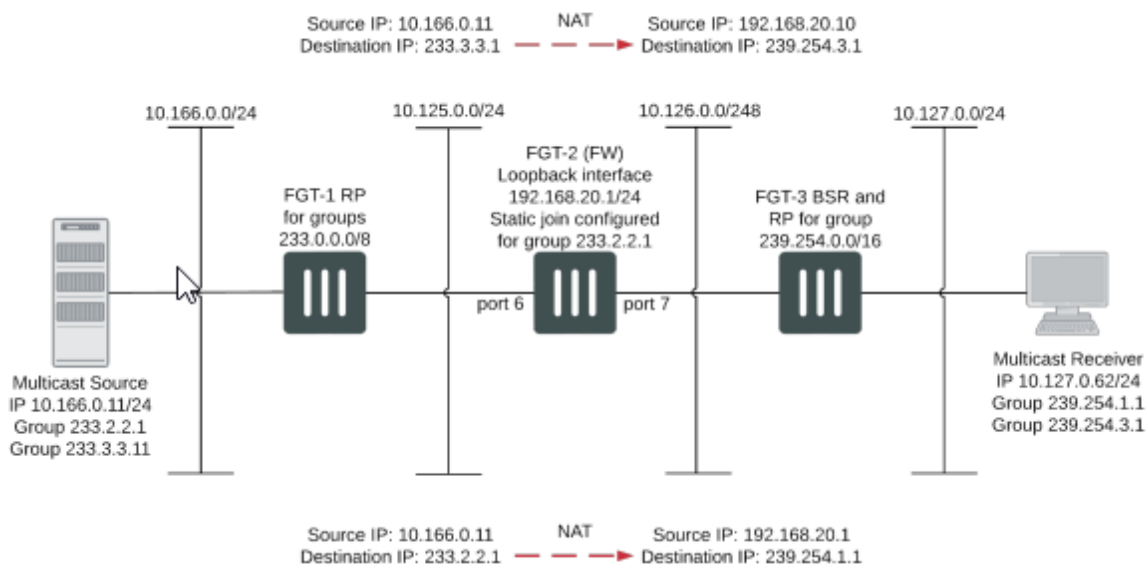 Source IP: 10.166.0.11 NAT Source IP: 192.168.20.10
Destination IP: 233.3.3.1 Destination IP: 239.254.3.1
10.166.0.0/24 10.125.0.0/24 10.126.0.0/248 10.127.0.0/24
FGT-1 RP
for groups
233.0.0.0/8
FGT-2 (FW)
Loopback interface
192.168.20.1/24
Static join configured
for group 233.2.2.1
FGT-3 BSR and
RP for group
239.254.0.0/16
port 6 port 7
Multicast Source
IP 10.166.0.11/24
Group 233.2.2.1
Group 233.3.3.11
Multicast Receiver
IP 10.127.0.62/24
Group 239.254.1.1
Group 239.254.3.1
Source IP: 10.166.0.11 NAT Source IP: 192.168.20.1
Destination IP: 233.2.2.1 Destination IP: 239.254.1.1